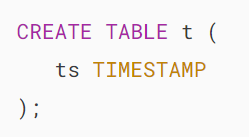 CREATE TABLE t (
   ts TIMESTAMP
);